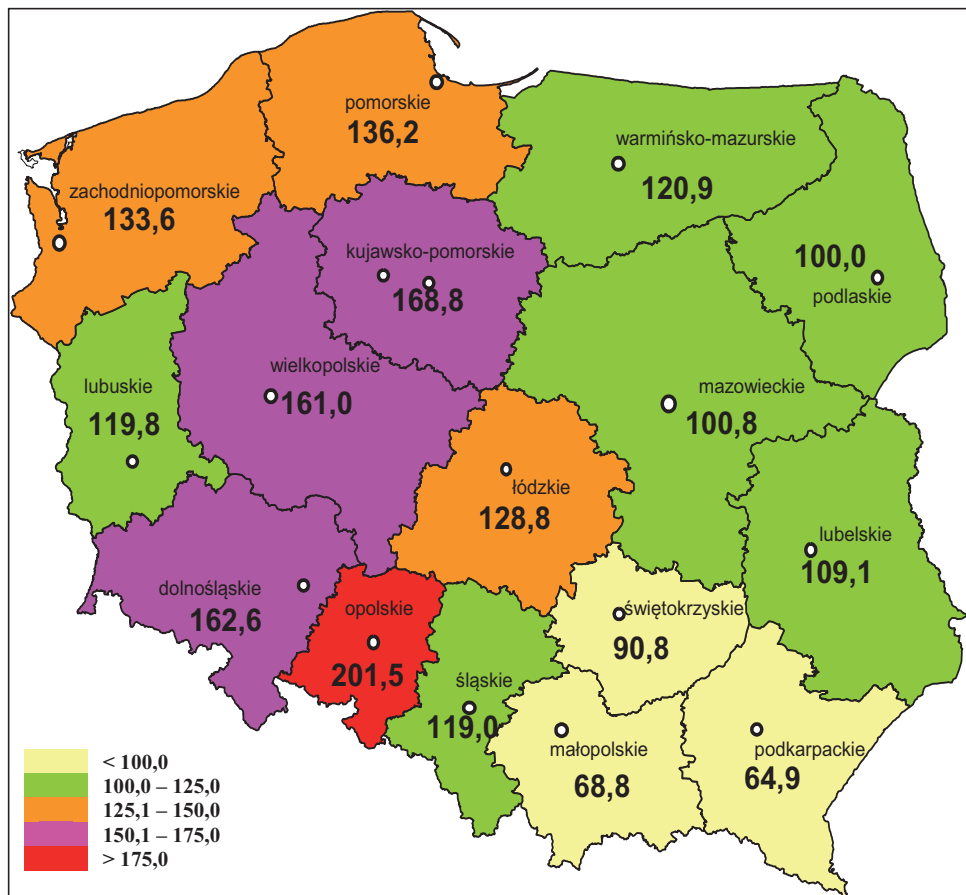 pomorskie
136,2
warmińsko-mazurskie
120,9
zachodniopomorskie
133,6
kujawsko-pomorskie
168,8
100,0
podlaskie
wielkopolskie
161,0
lubuskie
119,8
mazowieckie
100,8
łódzkie
128,8
lubelskie
109,1
dolnośląskie
162,6
opolskie
201,5
świętokrzyskie
90,8
śląskie
119,0
małopolskie
68,8
podkarpackie
64,9
< 100,0
100,0 – 125,0
125,1 – 150,0
150,1 – 175,0
> 175,0